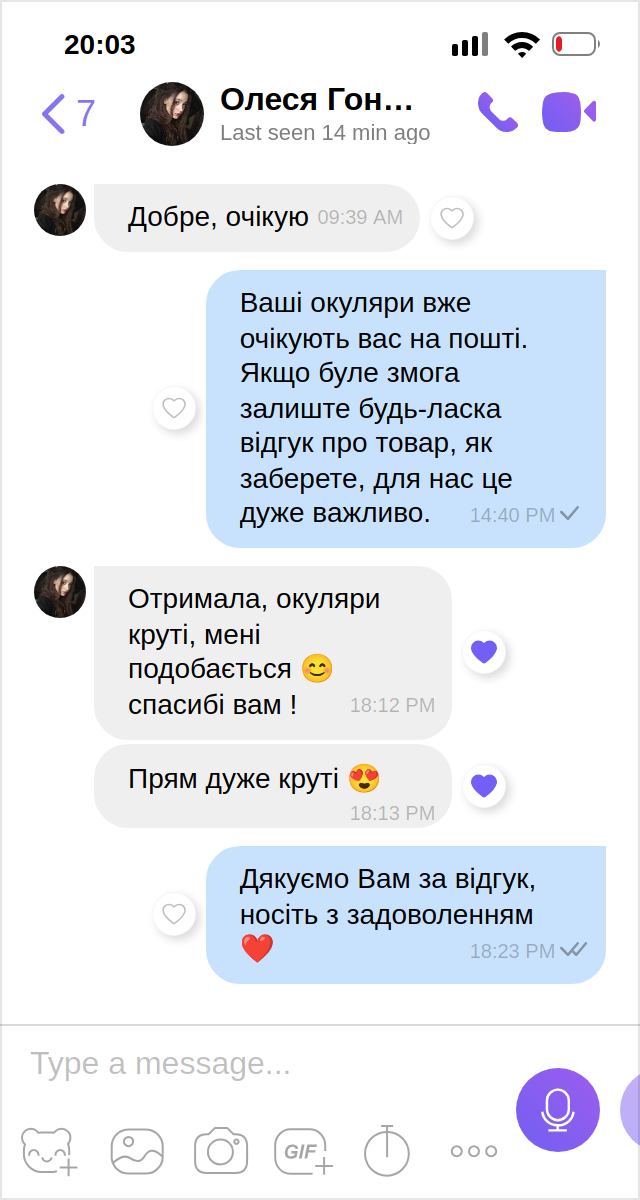 20:03
7
Олеся Гон...
Last seen 14 min ago
Добре, очікую 09:39 AM
Ваші окуляри вже
очікують вас на пошті.
Якщо буле змога
залиште будь-ласка
відгук про товар, як
заберете, для нас це
дуже важливо. 14:40 PM
Отримала, окуляри
круті, мені
подобається 😊
спасибі вам ! 18:12 PM
Прям дуже круті 😍
18:13 PM
Дякуємо Вам за відгук,
носіть з задоволенням
❤️ 18:23 PM
Type a message...
GIF